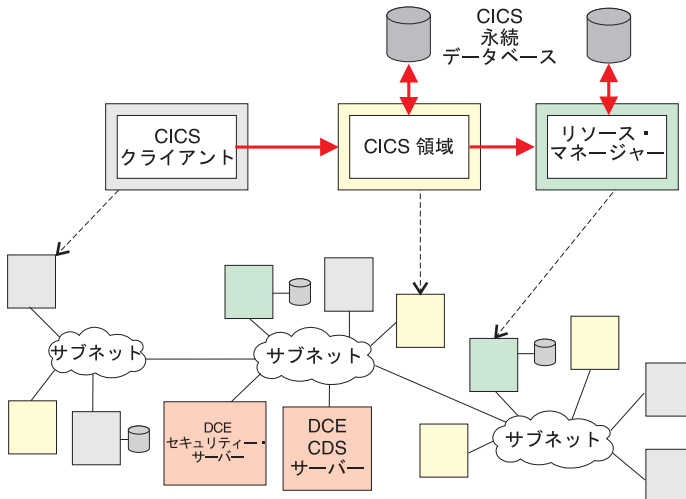 CICS
永続
データベース
CICS
クライアント
CICS 領域
リソース・
マネージャー
サブネット
サブネット
サブネット
DCE
セキュリティー・
サーバー
DCE
CDS
サーバー